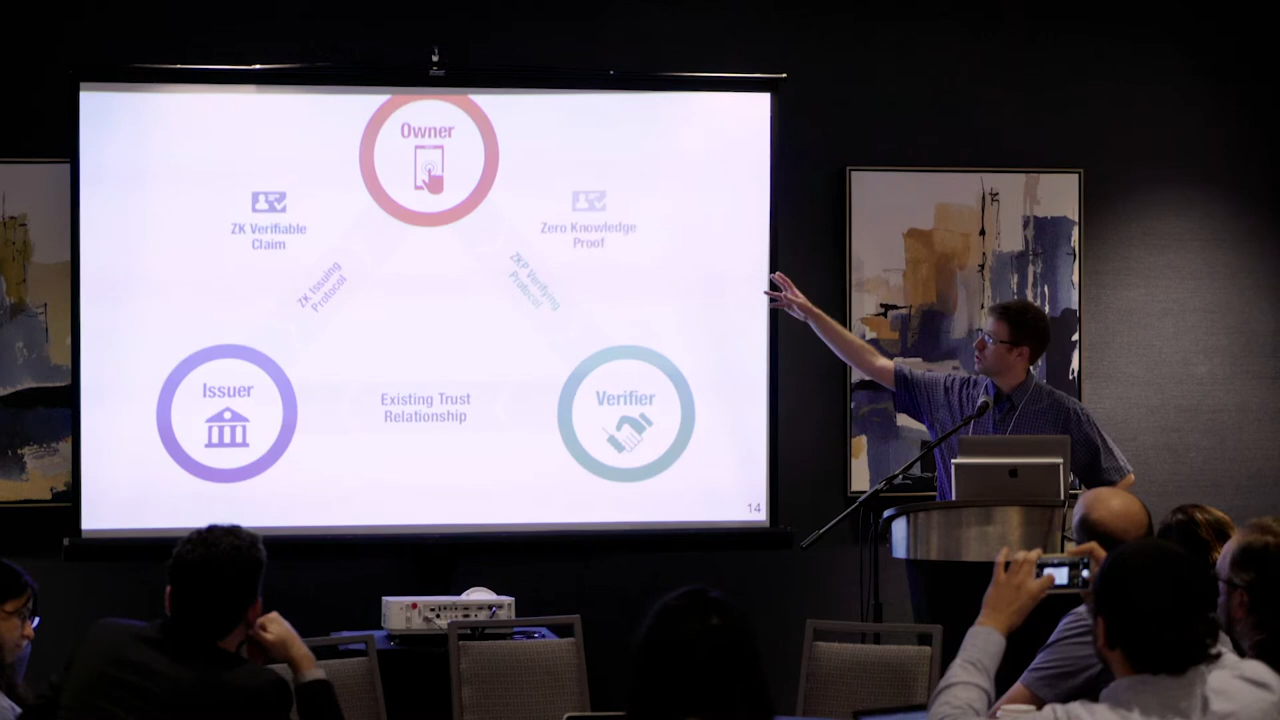 Owner
ZK Verifiable
Claim
Zero Knowledge
Proof
ZK Issuing
Protocol
ZKP Verifying
Protocol
Issuer
Existing Trust
Relationship
Verifier
14